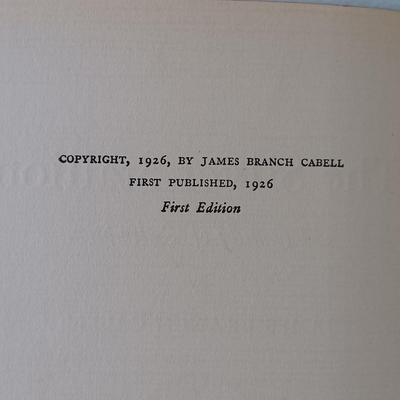 COPYRIGHT, 1926, BY JAMES BRANCH CABELL
FIRST PUBLISHED, 1926
First Edition